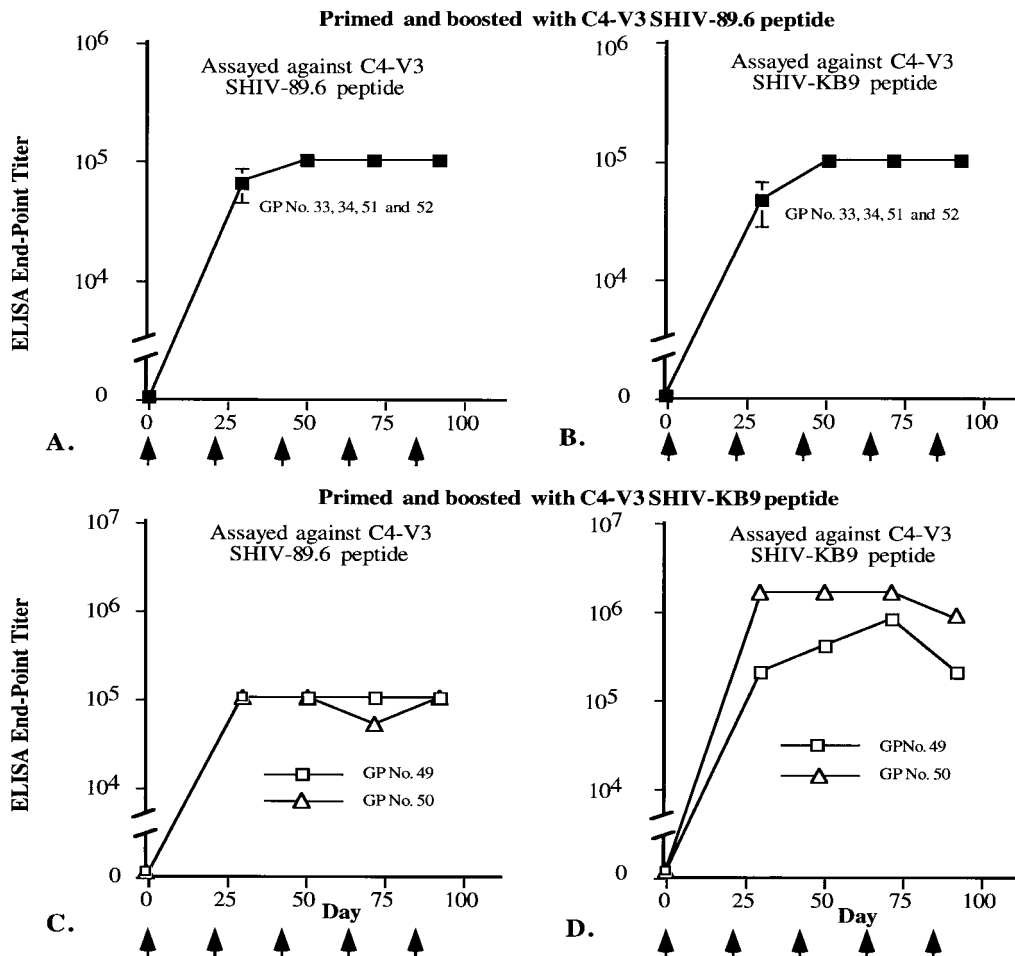 Primed and boosted with C4-V3 SHIV-89.6 peptide
ELISA End-Point Titer
10^6
10^5
10^4
0
Assayed against C4-V3
SHIV-89.6 peptide
GP No. 33, 34, 51 and 52
0 25 50 75 100
A.
10^6
10^5
10^4
0
Assayed against C4-V3
SHIV-KB9 peptide
GP No. 33, 34, 51 and 52
0 25 50 75 100
B.
Primed and boosted with C4-V3 SHIV-KB9 peptide
ELISA End-Point Titer
10^7
10^6
10^5
10^4
0
Assayed against C4-V3
SHIV-89.6 peptide
GP No. 49
GP No. 50
0 25 50 75 100
Day
C.
10^7
10^6
10^5
10^4
0
Assayed against C4-V3
SHIV-KB9 peptide
GP No. 49
GP No. 50
0 25 50 75 100
Day
D.